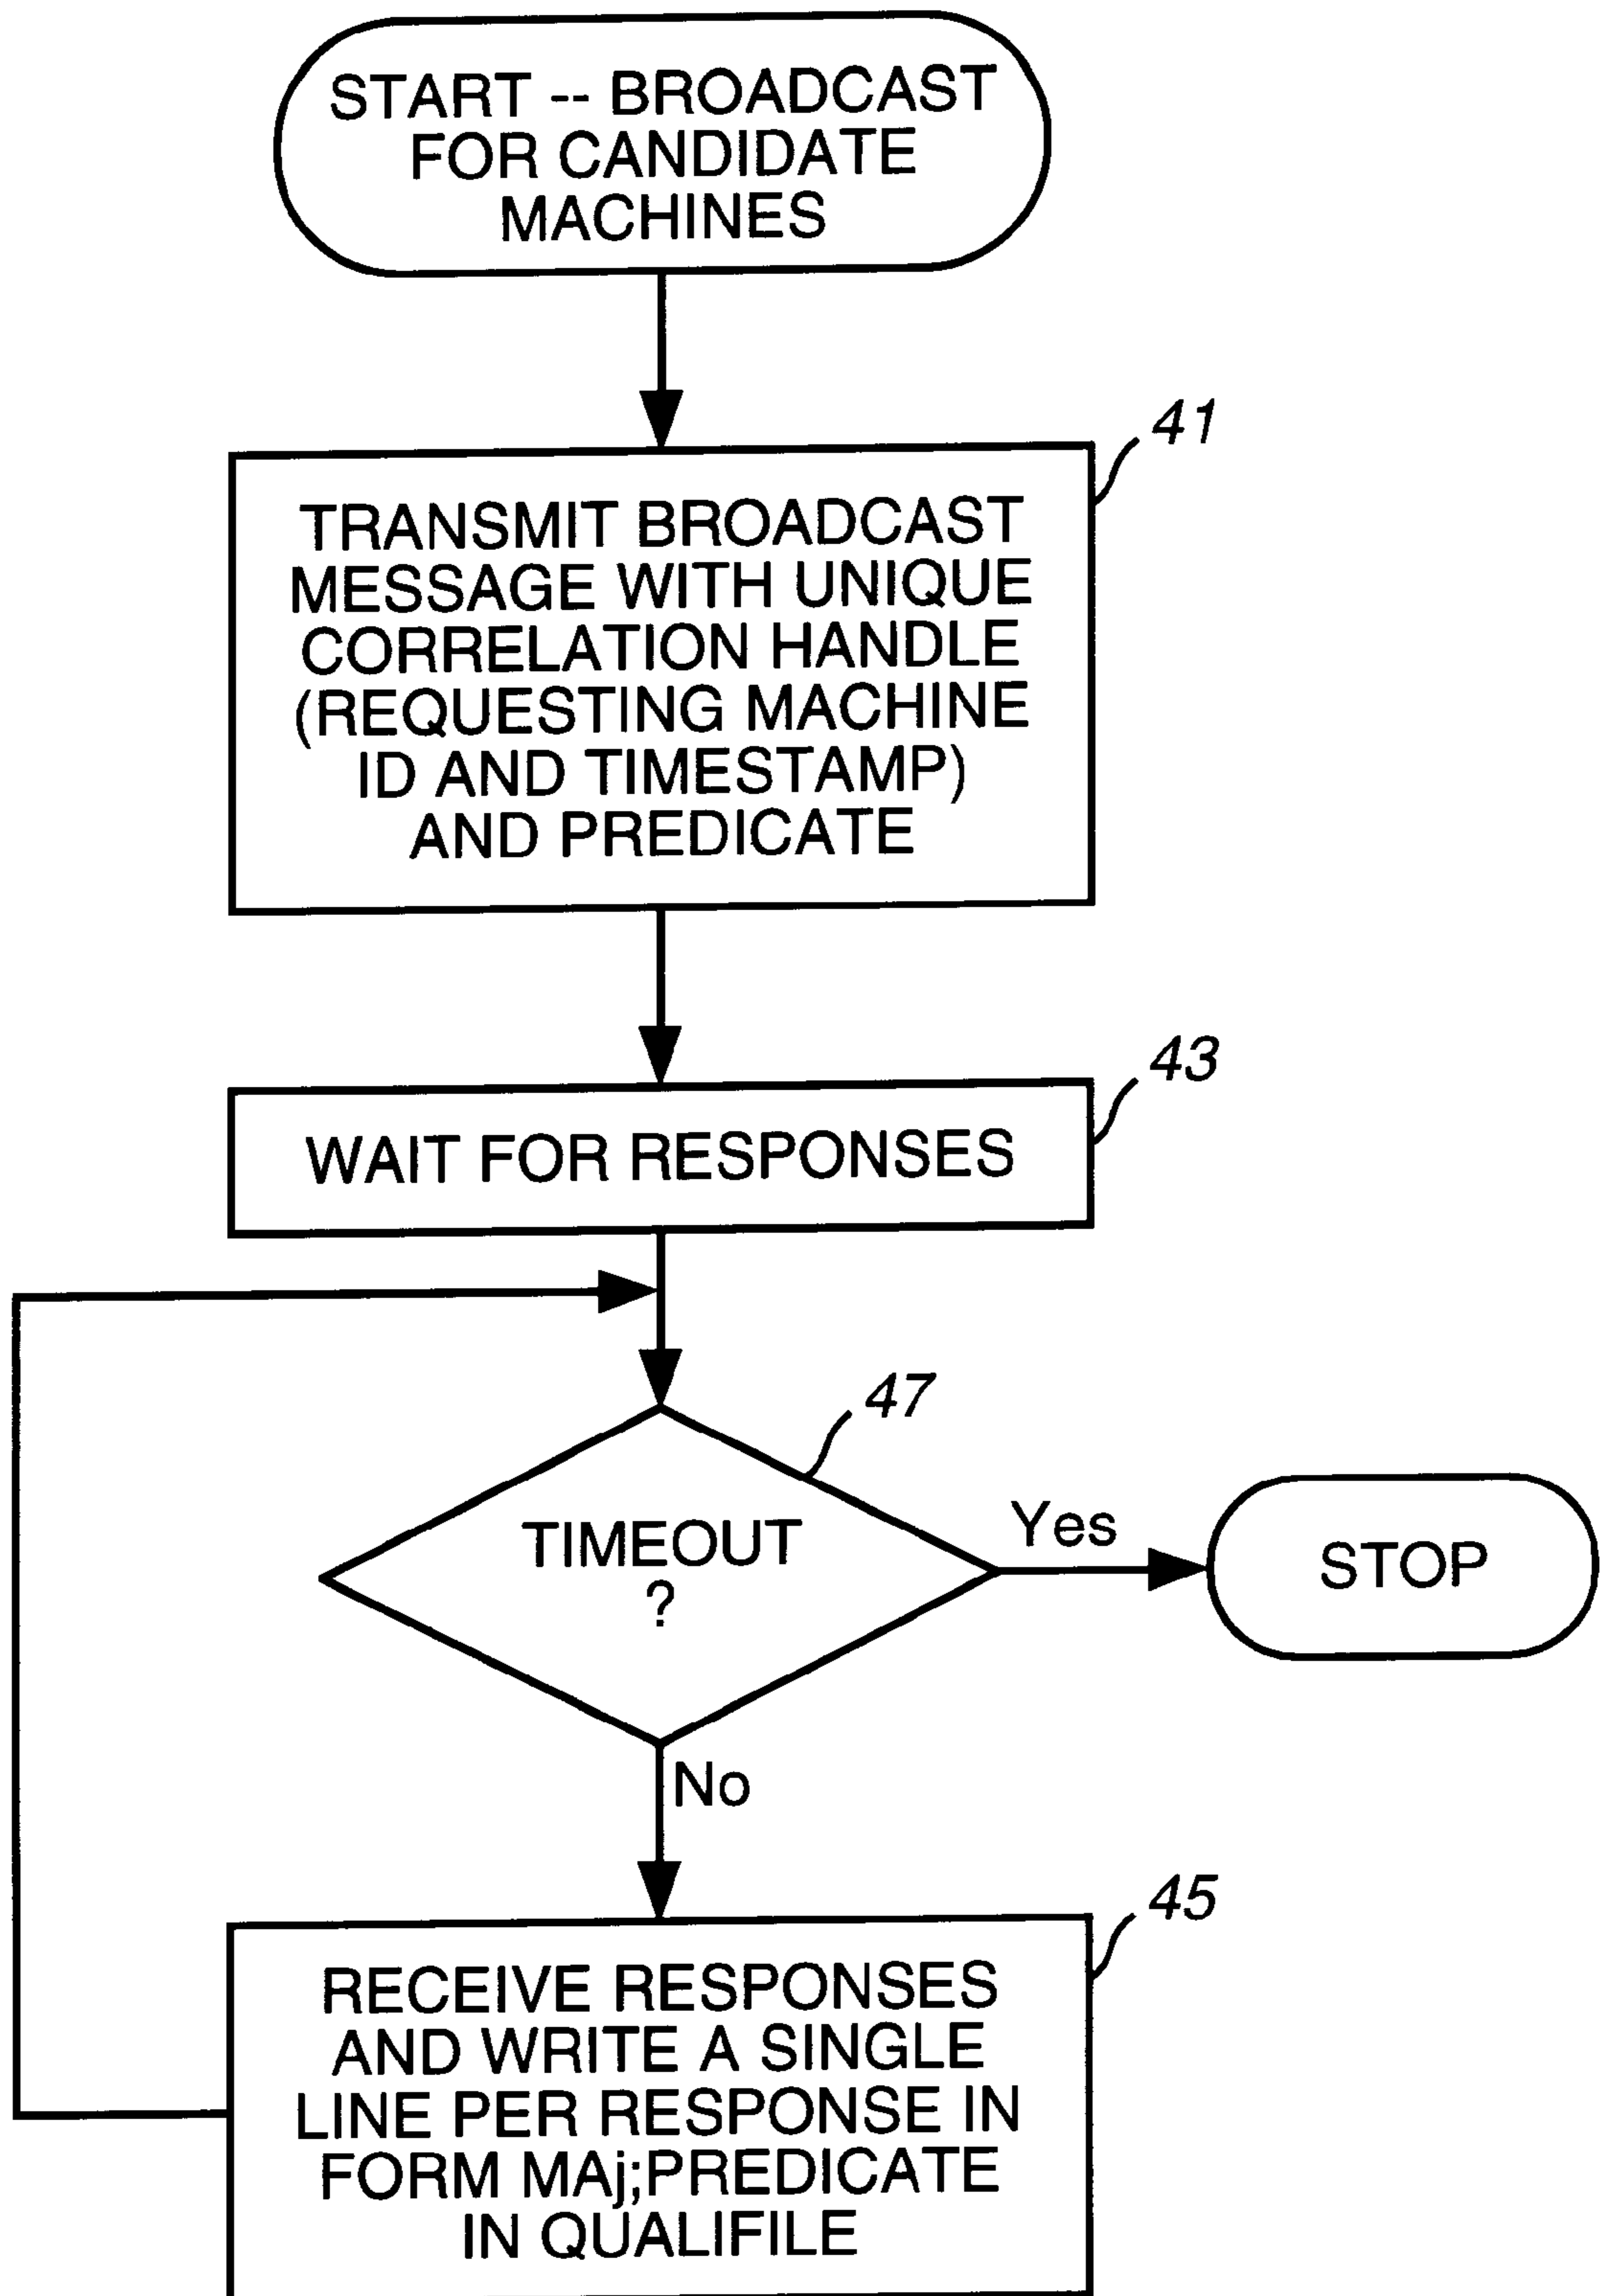 START -- BROADCAST
FOR CANDIDATE
MACHINES
41
TRANSMIT BROADCAST
MESSAGE WITH UNIQUE
CORRELATION HANDLE
(REQUESTING MACHINE
ID AND TIMESTAMP)
AND PREDICATE
43
WAIT FOR RESPONSES
47
TIMEOUT
?
Yes
STOP
No
45
RECEIVE RESPONSES
AND WRITE A SINGLE
LINE PER RESPONSE IN
FORM MAj;PREDICATE
IN QUALIFILE